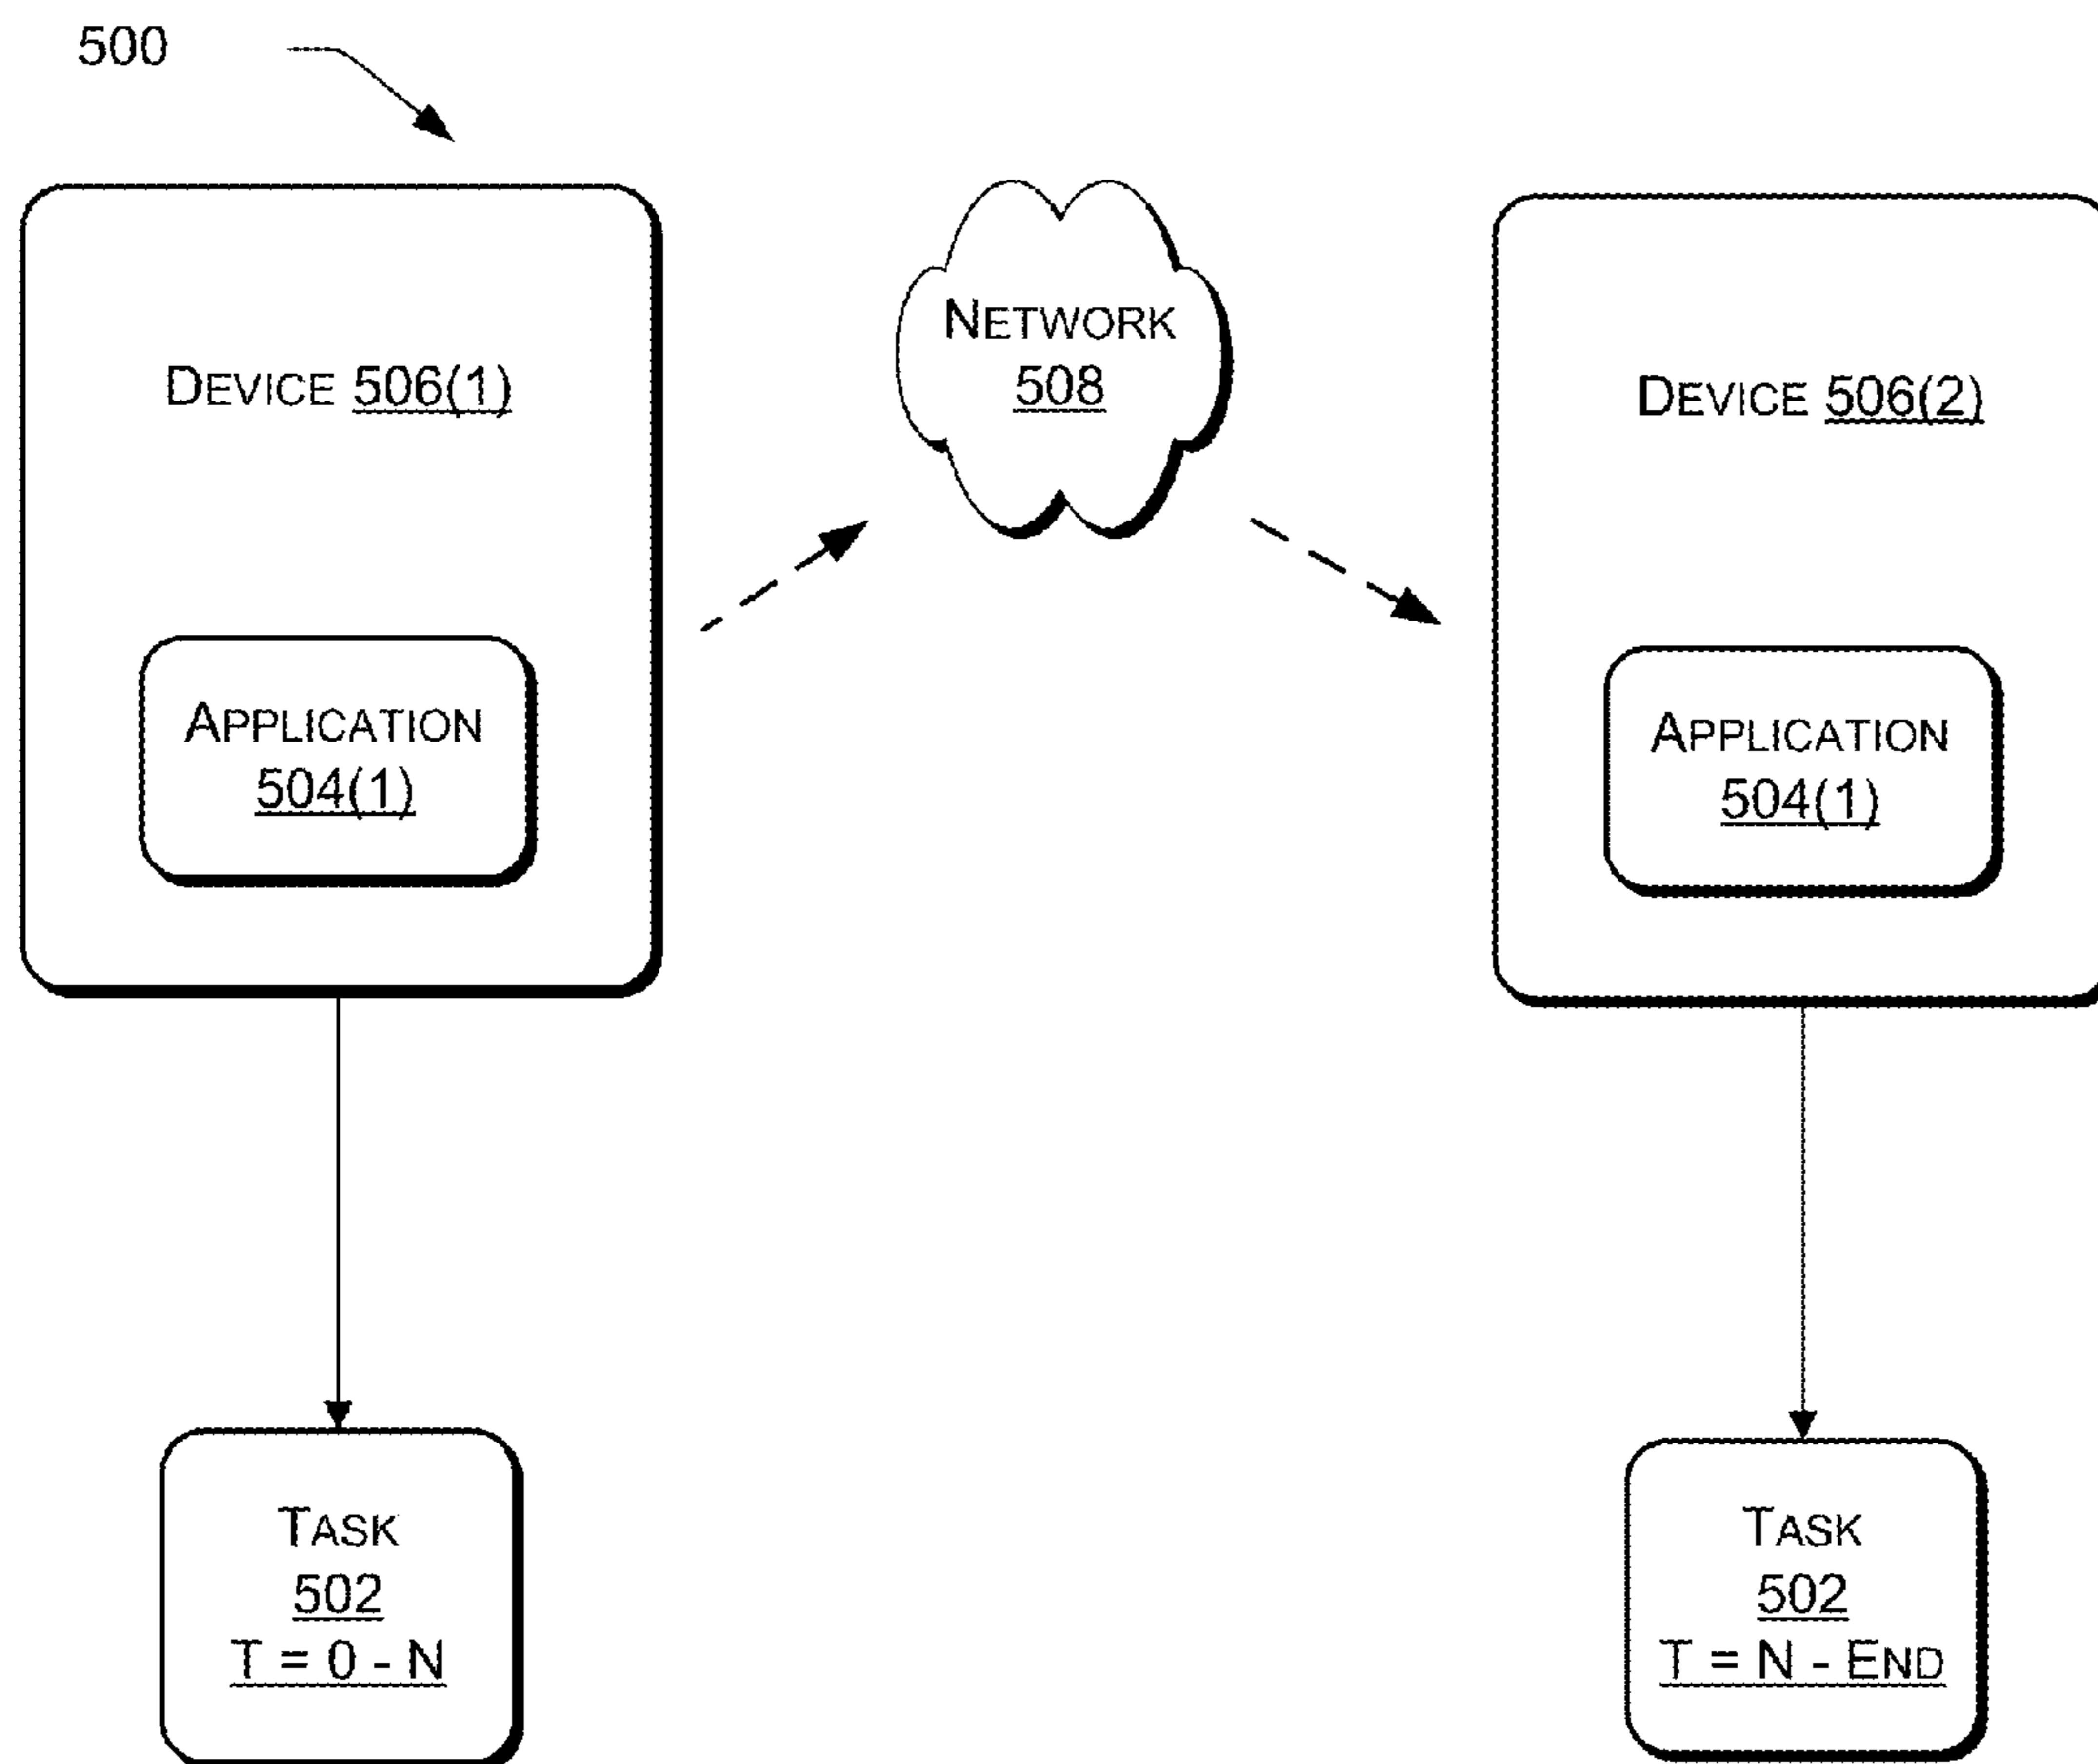 500
NETWORK
508
DEVICE 506(1)
DEVICE 506(2)
APPLICATION
504(1)
APPLICATION
504(1)
TASK
502
T = 0 - N
TASK
502
T = N - END